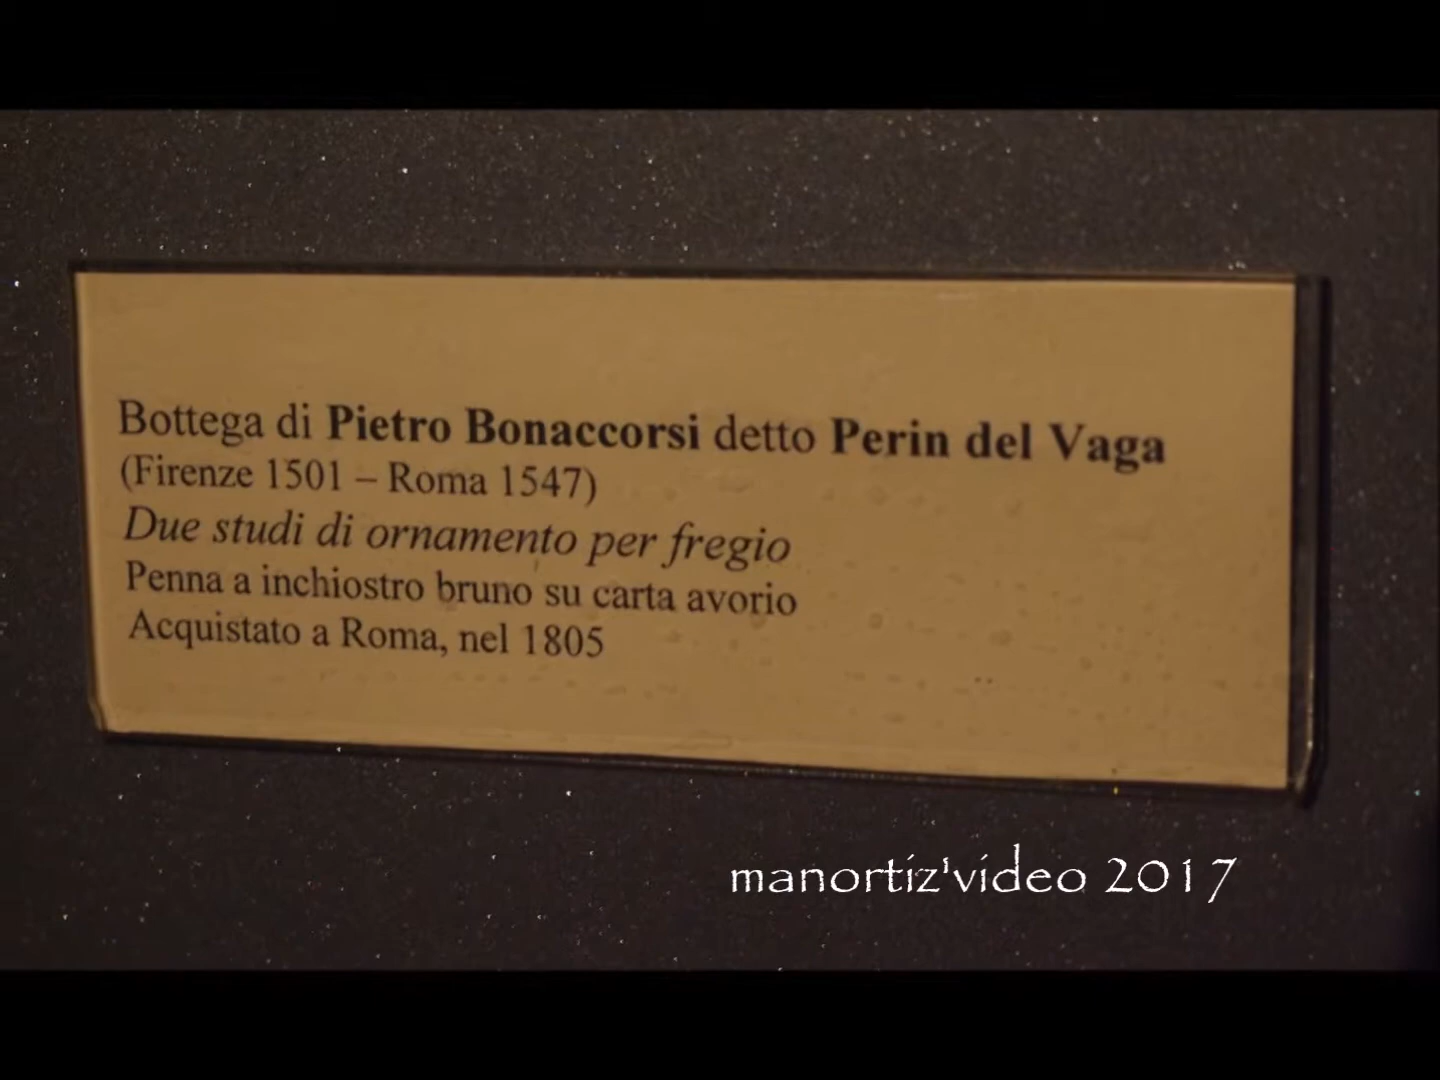 Bottega di Pietro Bonaccorsi detto Perin del Vaga
(Firenze 1501 – Roma 1547)
Due studi di ornamento per fregio
Penna a inchiostro bruno su carta avorio
Acquistato a Roma, nel 1805
manortiz'video 2017